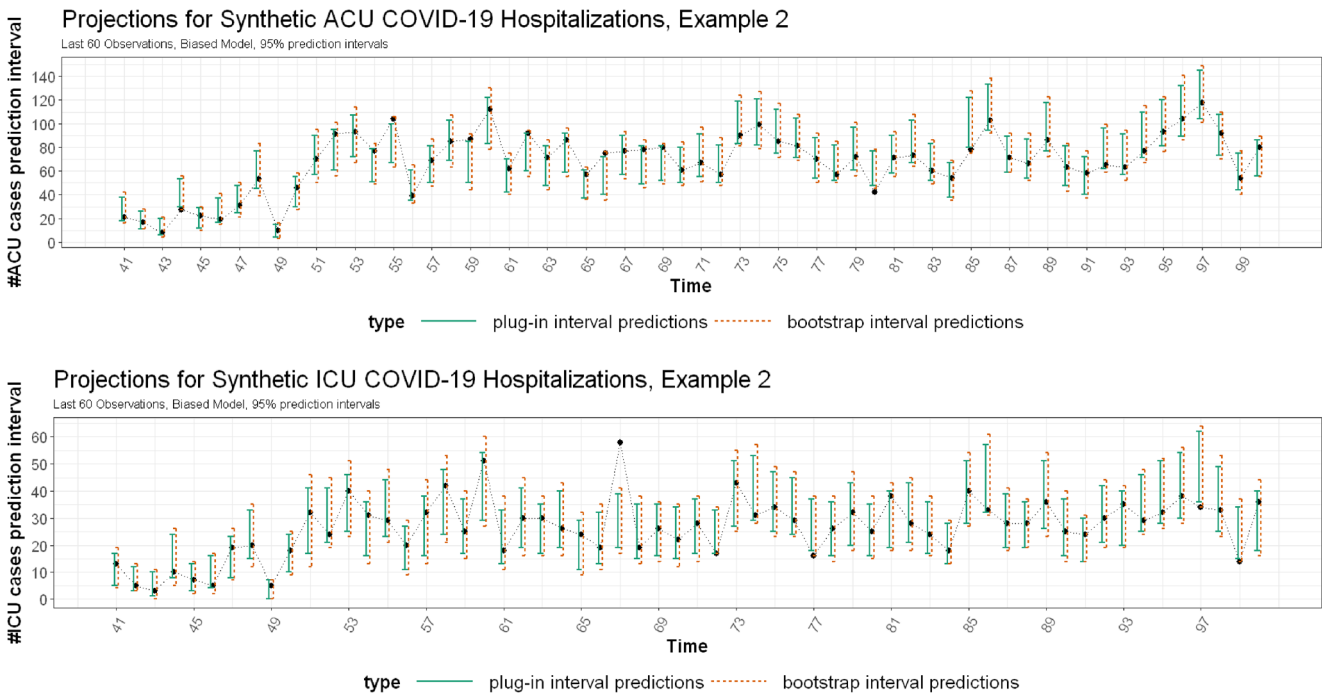 Projections for Synthetic ACU COVID-19 Hospitalizations, Example 2
Last 60 Observations, Biased Model, 95% prediction intervals
#ACU cases prediction interval
140
120
100
80
60
40
20
0
41 43 45 47 49 51 53 55 56 57 59 61 62 63 65 67 69 71 73 75 77 79 81 83 85 87 89 91 93 95 97 99
Time
type plug-in interval predictions bootstrap interval predictions
Projections for Synthetic ICU COVID-19 Hospitalizations, Example 2
Last 60 Observations, Biased Model, 95% prediction intervals
#ICU cases prediction interval
60
50
40
30
20
10
0
41 45 49 53 57 61 65 69 73 77 81 85 89 93 97
Time
type plug-in interval predictions bootstrap interval predictions